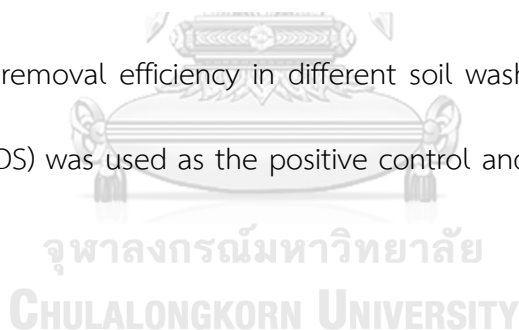 removal efficiency in different soil wash
OS) was used as the positive control and
จุฬาลงกรณ์มหาวิทยาลัย
CHULALONGKORN UNIVERSITY